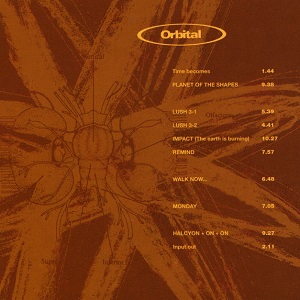 Orbital
Time becomes 1.44
PLANET OF THE SHAPES 9.38
LUSH 3-1 5.39
LUSH 3-2 4.41
IMPACT (The earth is burning) 10.27
REMIND 7.57
WALK NOW... 6.48
MONDAY 7.05
HALCYON + ON + ON 9.27
Input out 2.11